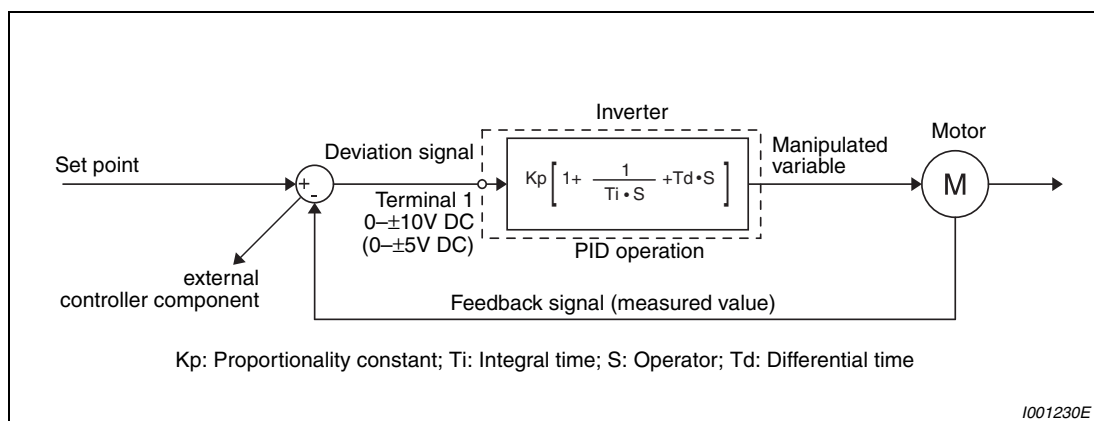 Inverter
Motor
Set point
Deviation signal
Manipulated
variable
+
-
Kp [ 1+ 1 / Ti • S +Td • S ]
M
Terminal 1
0–±10V DC
(0–±5V DC)
PID operation
external
controller component
Feedback signal (measured value)
Kp: Proportionality constant; Ti: Integral time; S: Operator; Td: Differential time
I001230E